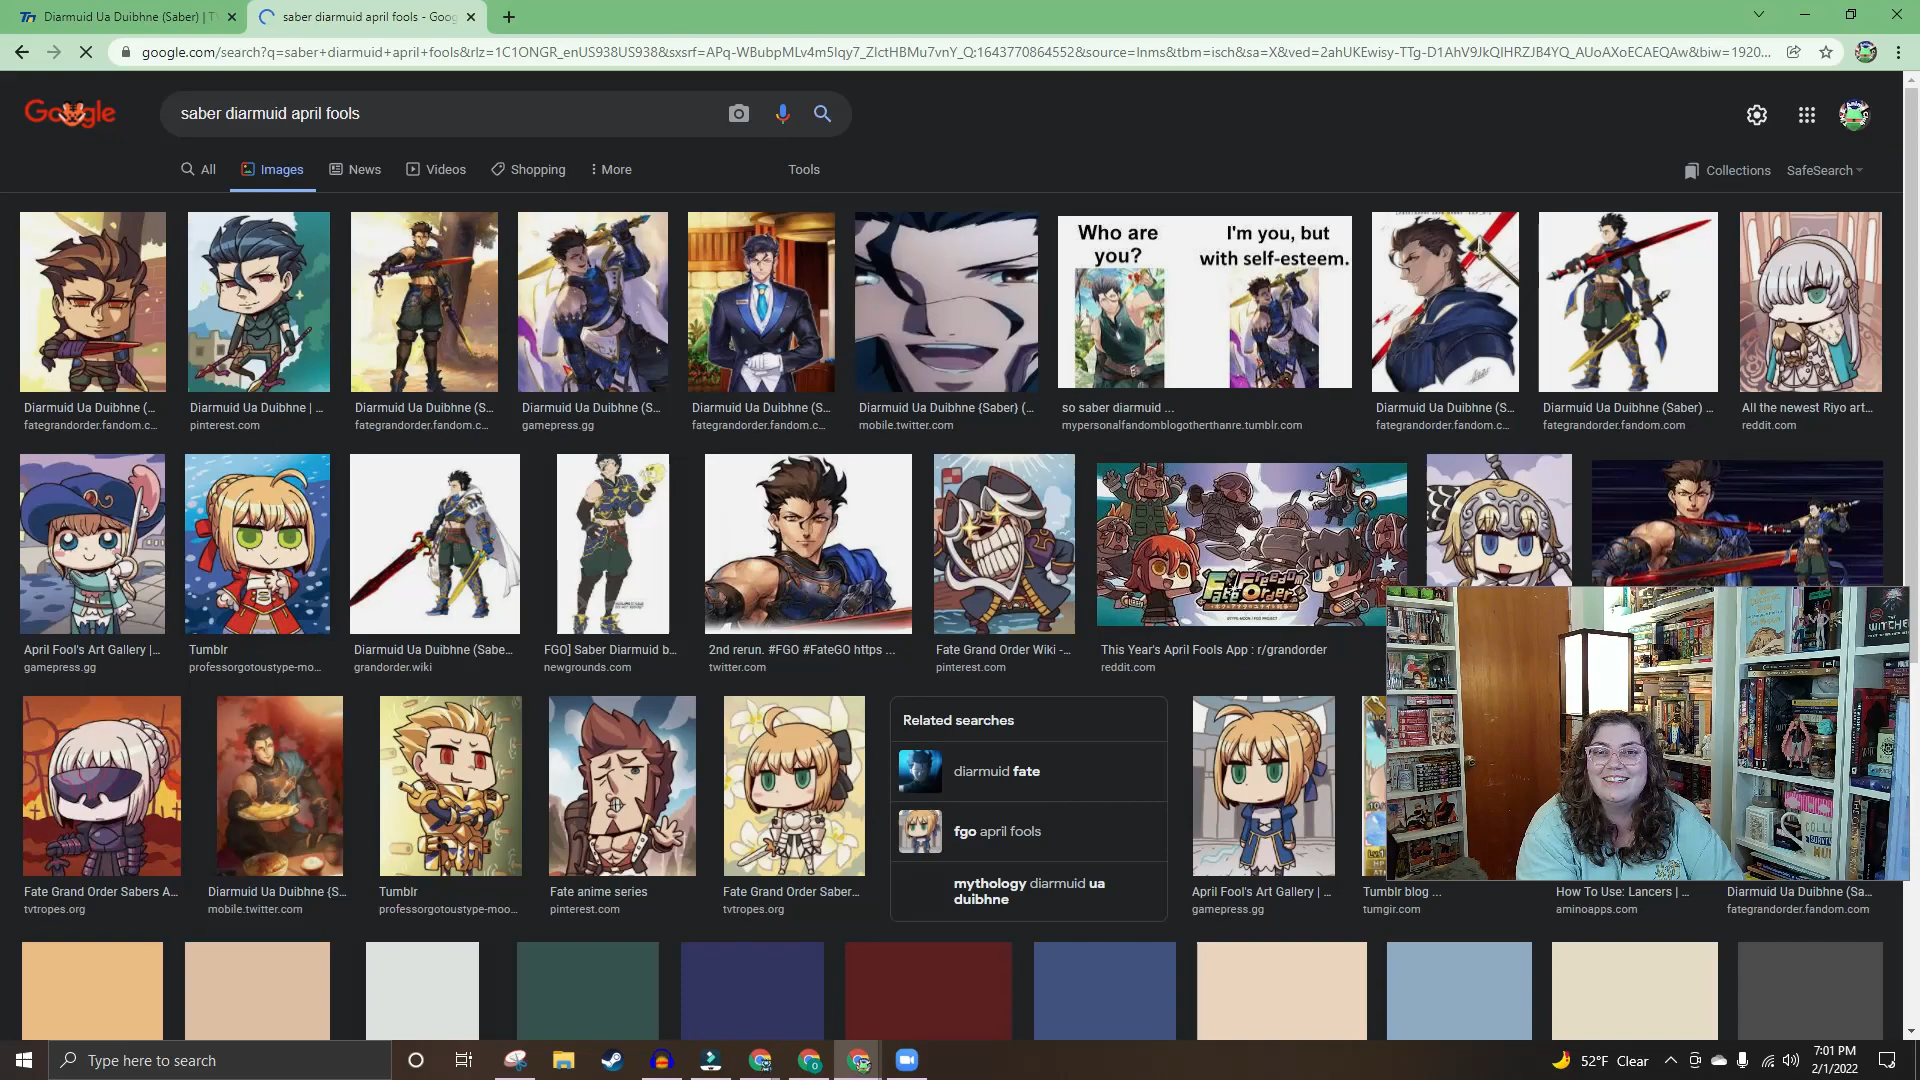 Diarmuid Ua Duibhne (Saber) | T
saber diarmuid april fools - Goog
google.com/search?q=saber+diarmuid+april+fools&rlz=1C1ONGR_enUS938US938&sxsrf=APq-WBubpMLv4m5Iqy7_ZIctHBMu7vnY_Q:1643770864552&source=lnms&tbm=isch&sa=X&ved=2ahUKEwisy-TTg-D1AhV9JkQIHRZJB4YQ_AUoAXoECAEQAw&biw=1920...
Google
saber diarmuid april fools
All Images News Videos Shopping More Tools Collections SafeSearch
Who are you?
I'm you, but with self-esteem.
Diarmuid Ua Duibhne (... Diarmuid Ua Duibhne | ... Diarmuid Ua Duibhne (S... Diarmuid Ua Duibhne (S... Diarmuid Ua Duibhne (S... Diarmuid Ua Duibhne {Saber} (... so saber diarmuid ... Diarmuid Ua Duibhne (S... Diarmuid Ua Duibhne (Saber) ... All the newest Riyo art...
fategrandorder.fandom.c... pinterest.com fategrandorder.fandom.c... gamepress.gg fategrandorder.fandom.c... mobile.twitter.com mypersonalfandomblogotherthanre.tumblr.com fategrandorder.fandom.c... fategrandorder.fandom.com reddit.com
Fate Freedom Order
April Fool's Art Gallery |... Tumblr Diarmuid Ua Duibhne (Sabe... FGO] Saber Diarmuid b... 2nd rerun. #FGO #FateGO https ... Fate Grand Order Wiki -... This Year's April Fools App : r/grandorder
gamepress.gg professorgotoustype-mo... grandorder.wiki newgrounds.com twitter.com pinterest.com reddit.com
THE WITCHER
Related searches
diarmuid fate
fgo april fools
mythology diarmuid ua duibhne
Fate Grand Order Sabers A... Diarmuid Ua Duibhne {S... Tumblr Fate anime series Fate Grand Order Saber... April Fool's Art Gallery | ... Tumblr blog ... How To Use: Lancers | ... Diarmuid Ua Duibhne (Sa...
tvtropes.org mobile.twitter.com professorgotoustype-moo... pinterest.com tvtropes.org gamepress.gg tumgir.com aminoapps.com fategrandorder.fandom.com
Type here to search
52°F Clear
7:01 PM
2/1/2022